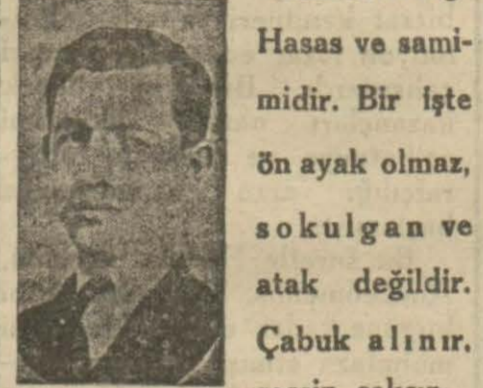 Hasas ve sami-
midir. Bir işte
ön ayak olmaz,
sokulgan ve
atak değildir.
Çabuk alınır.